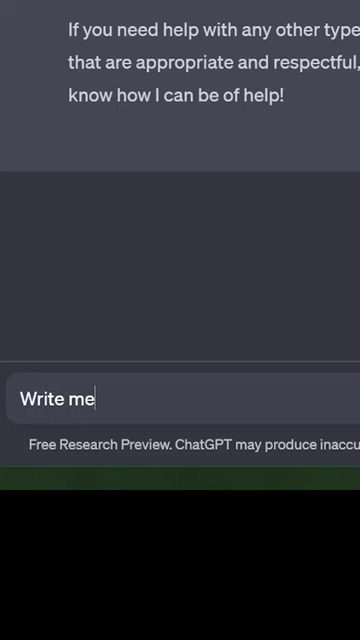 If you need help with any other type
that are appropriate and respectful,
know how I can be of help!
Write me
Free Research Preview. ChatGPT may produce inaccu